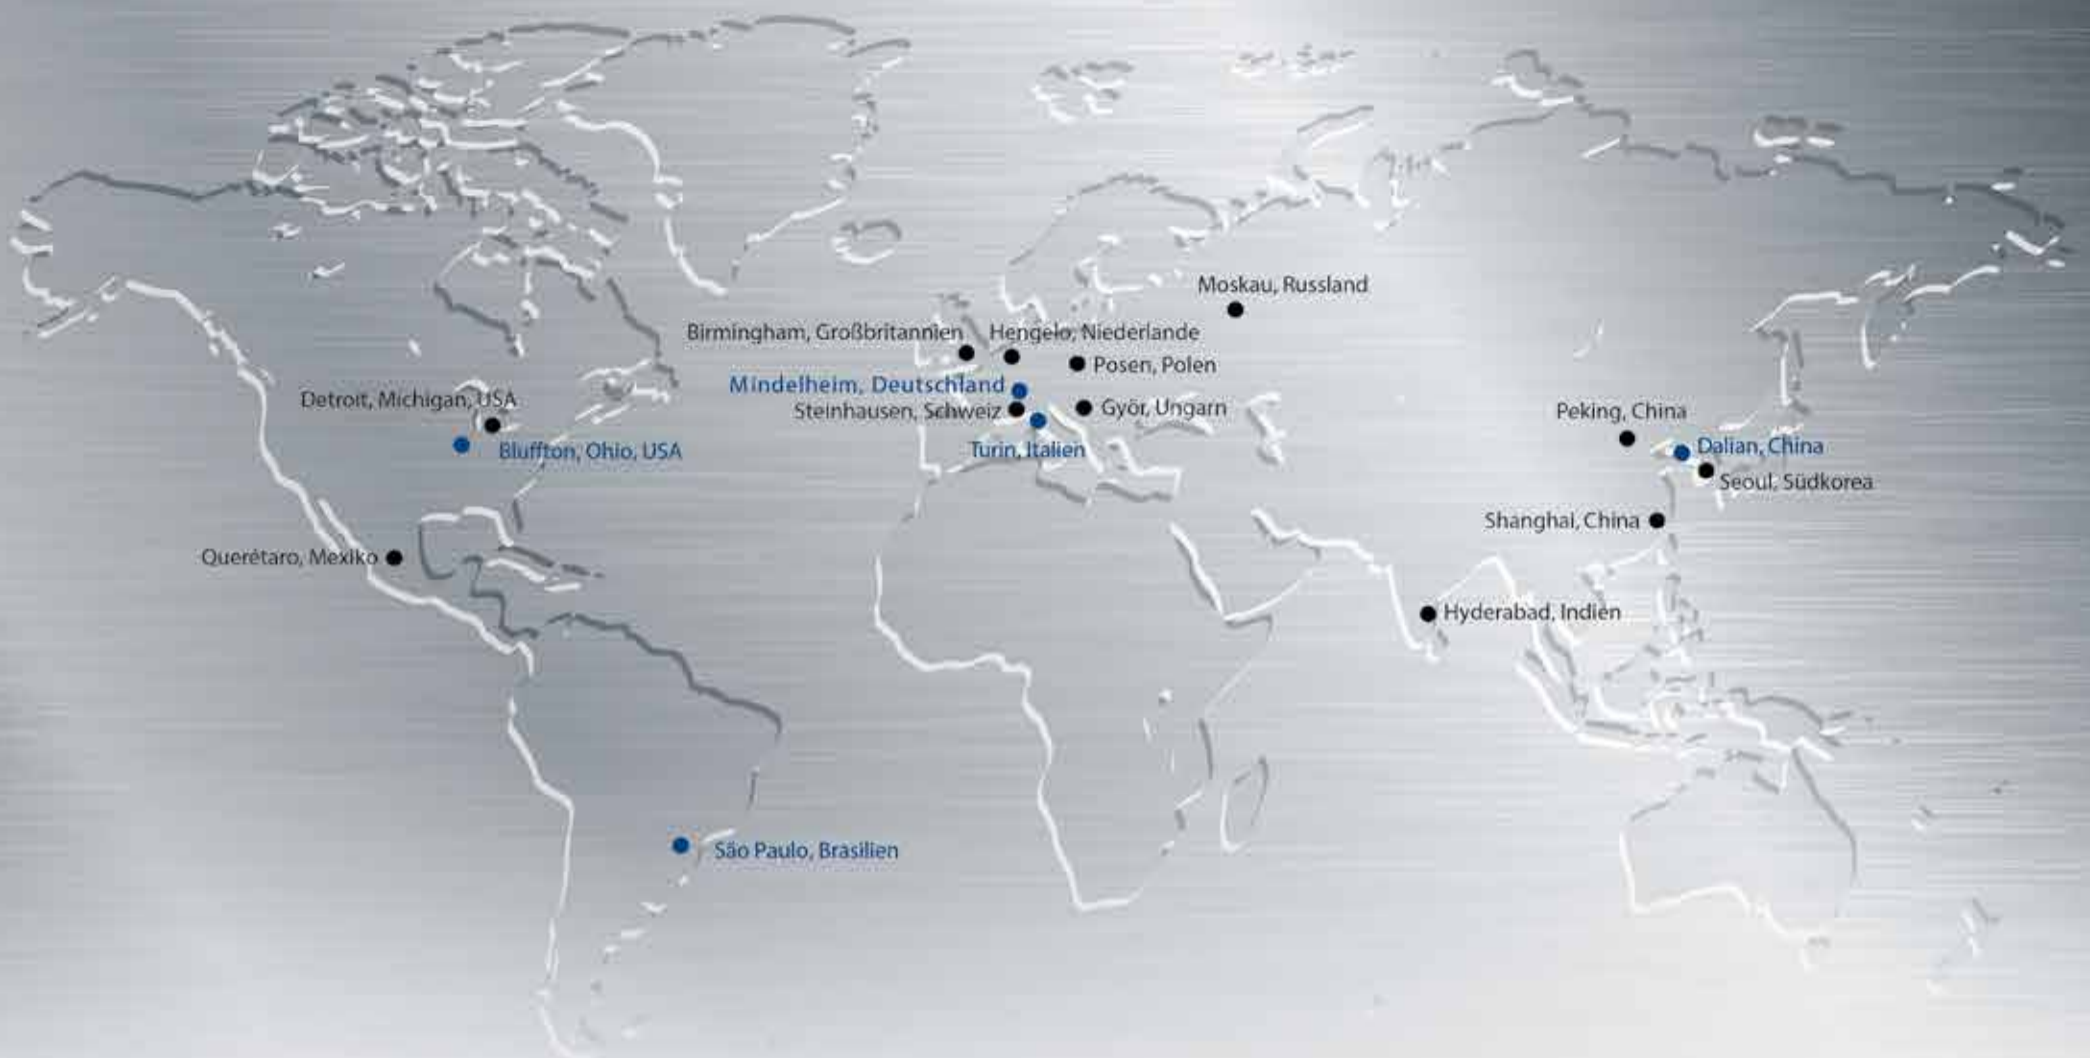 Moskau, Russland
Birmingham, Großbritannien
Hengelo, Niederlande
Posen, Polen
Mindelheim, Deutschland
Detroit, Michigan, USA
Steinhausen, Schweiz
Györ, Ungarn
Peking, China
Bluffton, Ohio, USA
Turin, Italien
Dalian, China
Seoul, Südkorea
Shanghai, China
Querétaro, Mexiko
Hyderabad, Indien
São Paulo, Brasilien